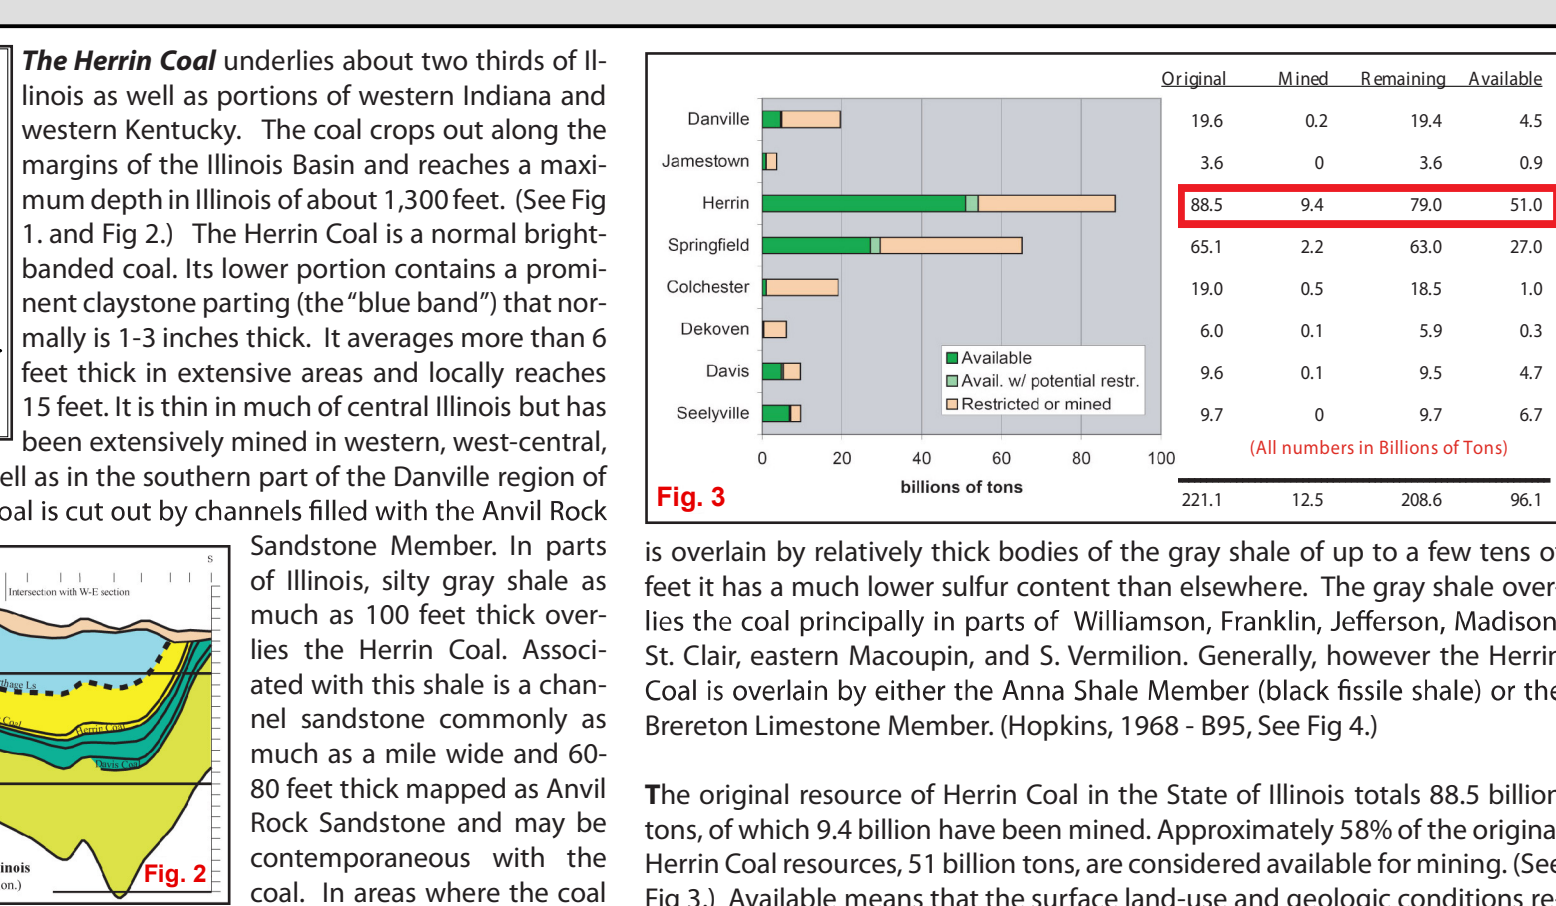 The Herrin Coal underlies about two thirds of Il-
linois as well as portions of western Indiana and
western Kentucky. The coal crops out along the
margins of the Illinois Basin and reaches a maxi-
mum depth in Illinois of about 1,300 feet. (See Fig
1. and Fig 2.) The Herrin Coal is a normal bright-
banded coal. Its lower portion contains a promi-
nent claystone parting (the “blue band”) that nor-
mally is 1-3 inches thick. It averages more than 6
feet thick in extensive areas and locally reaches
15 feet. It is thin in much of central Illinois but has
been extensively mined in western, west-central,
ell as in the southern part of the Danville region of
oal is cut out by channels filled with the Anvil Rock
Sandstone Member. In parts
of Illinois, silty gray shale as
much as 100 feet thick over-
lies the Herrin Coal. Associ-
ated with this shale is a chan-
nel sandstone commonly as
much as a mile wide and 60-
80 feet thick mapped as Anvil
Rock Sandstone and may be
contemporaneous with the
coal. In areas where the coal
S
Intersection with W-E section
thage Ls
Coal
Herrin Coal
Davis Coal
inois
on.)
Fig. 2
Original Mined Remaining Available
Danville 19.6 0.2 19.4 4.5
Jamestown 3.6 0 3.6 0.9
Herrin 88.5 9.4 79.0 51.0
Springfield 65.1 2.2 63.0 27.0
Colchester 19.0 0.5 18.5 1.0
Dekoven 6.0 0.1 5.9 0.3
Davis 9.6 0.1 9.5 4.7
Seelyville 9.7 0 9.7 6.7
Available
Avail. w/ potential restr.
Restricted or mined
(All numbers in Billions of Tons)
0 20 40 60 80 100
billions of tons
Fig. 3
221.1 12.5 208.6 96.1
is overlain by relatively thick bodies of the gray shale of up to a few tens of
feet it has a much lower sulfur content than elsewhere. The gray shale over-
lies the coal principally in parts of Williamson, Franklin, Jefferson, Madison,
St. Clair, eastern Macoupin, and S. Vermilion. Generally, however the Herrin
Coal is overlain by either the Anna Shale Member (black fissile shale) or the
Brereton Limestone Member. (Hopkins, 1968 - B95, See Fig 4.)
The original resource of Herrin Coal in the State of Illinois totals 88.5 billion
tons, of which 9.4 billion have been mined. Approximately 58% of the original
Herrin Coal resources, 51 billion tons, are considered available for mining. (See
Fig 3.) Available means that the surface land-use and geologic conditions re-